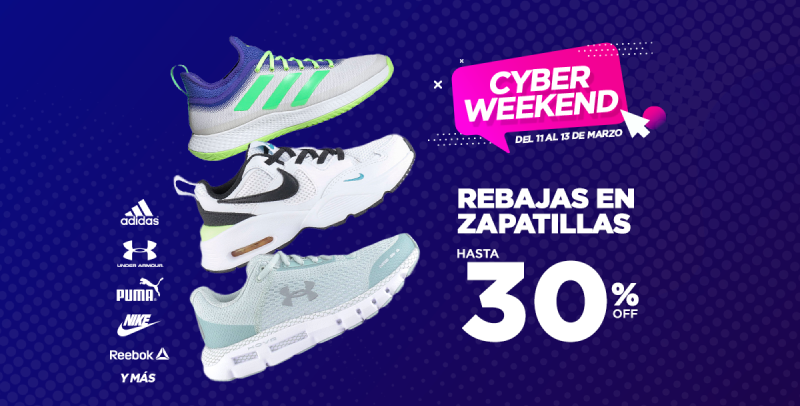 CYBER
WEEKEND
DEL 11 AL 13 DE MARZO
REBAJAS EN
ZAPATILLAS
HASTA
30%
OFF
adidas
UNDER ARMOUR
PUMA
NIKE
Reebok
Y MÁS